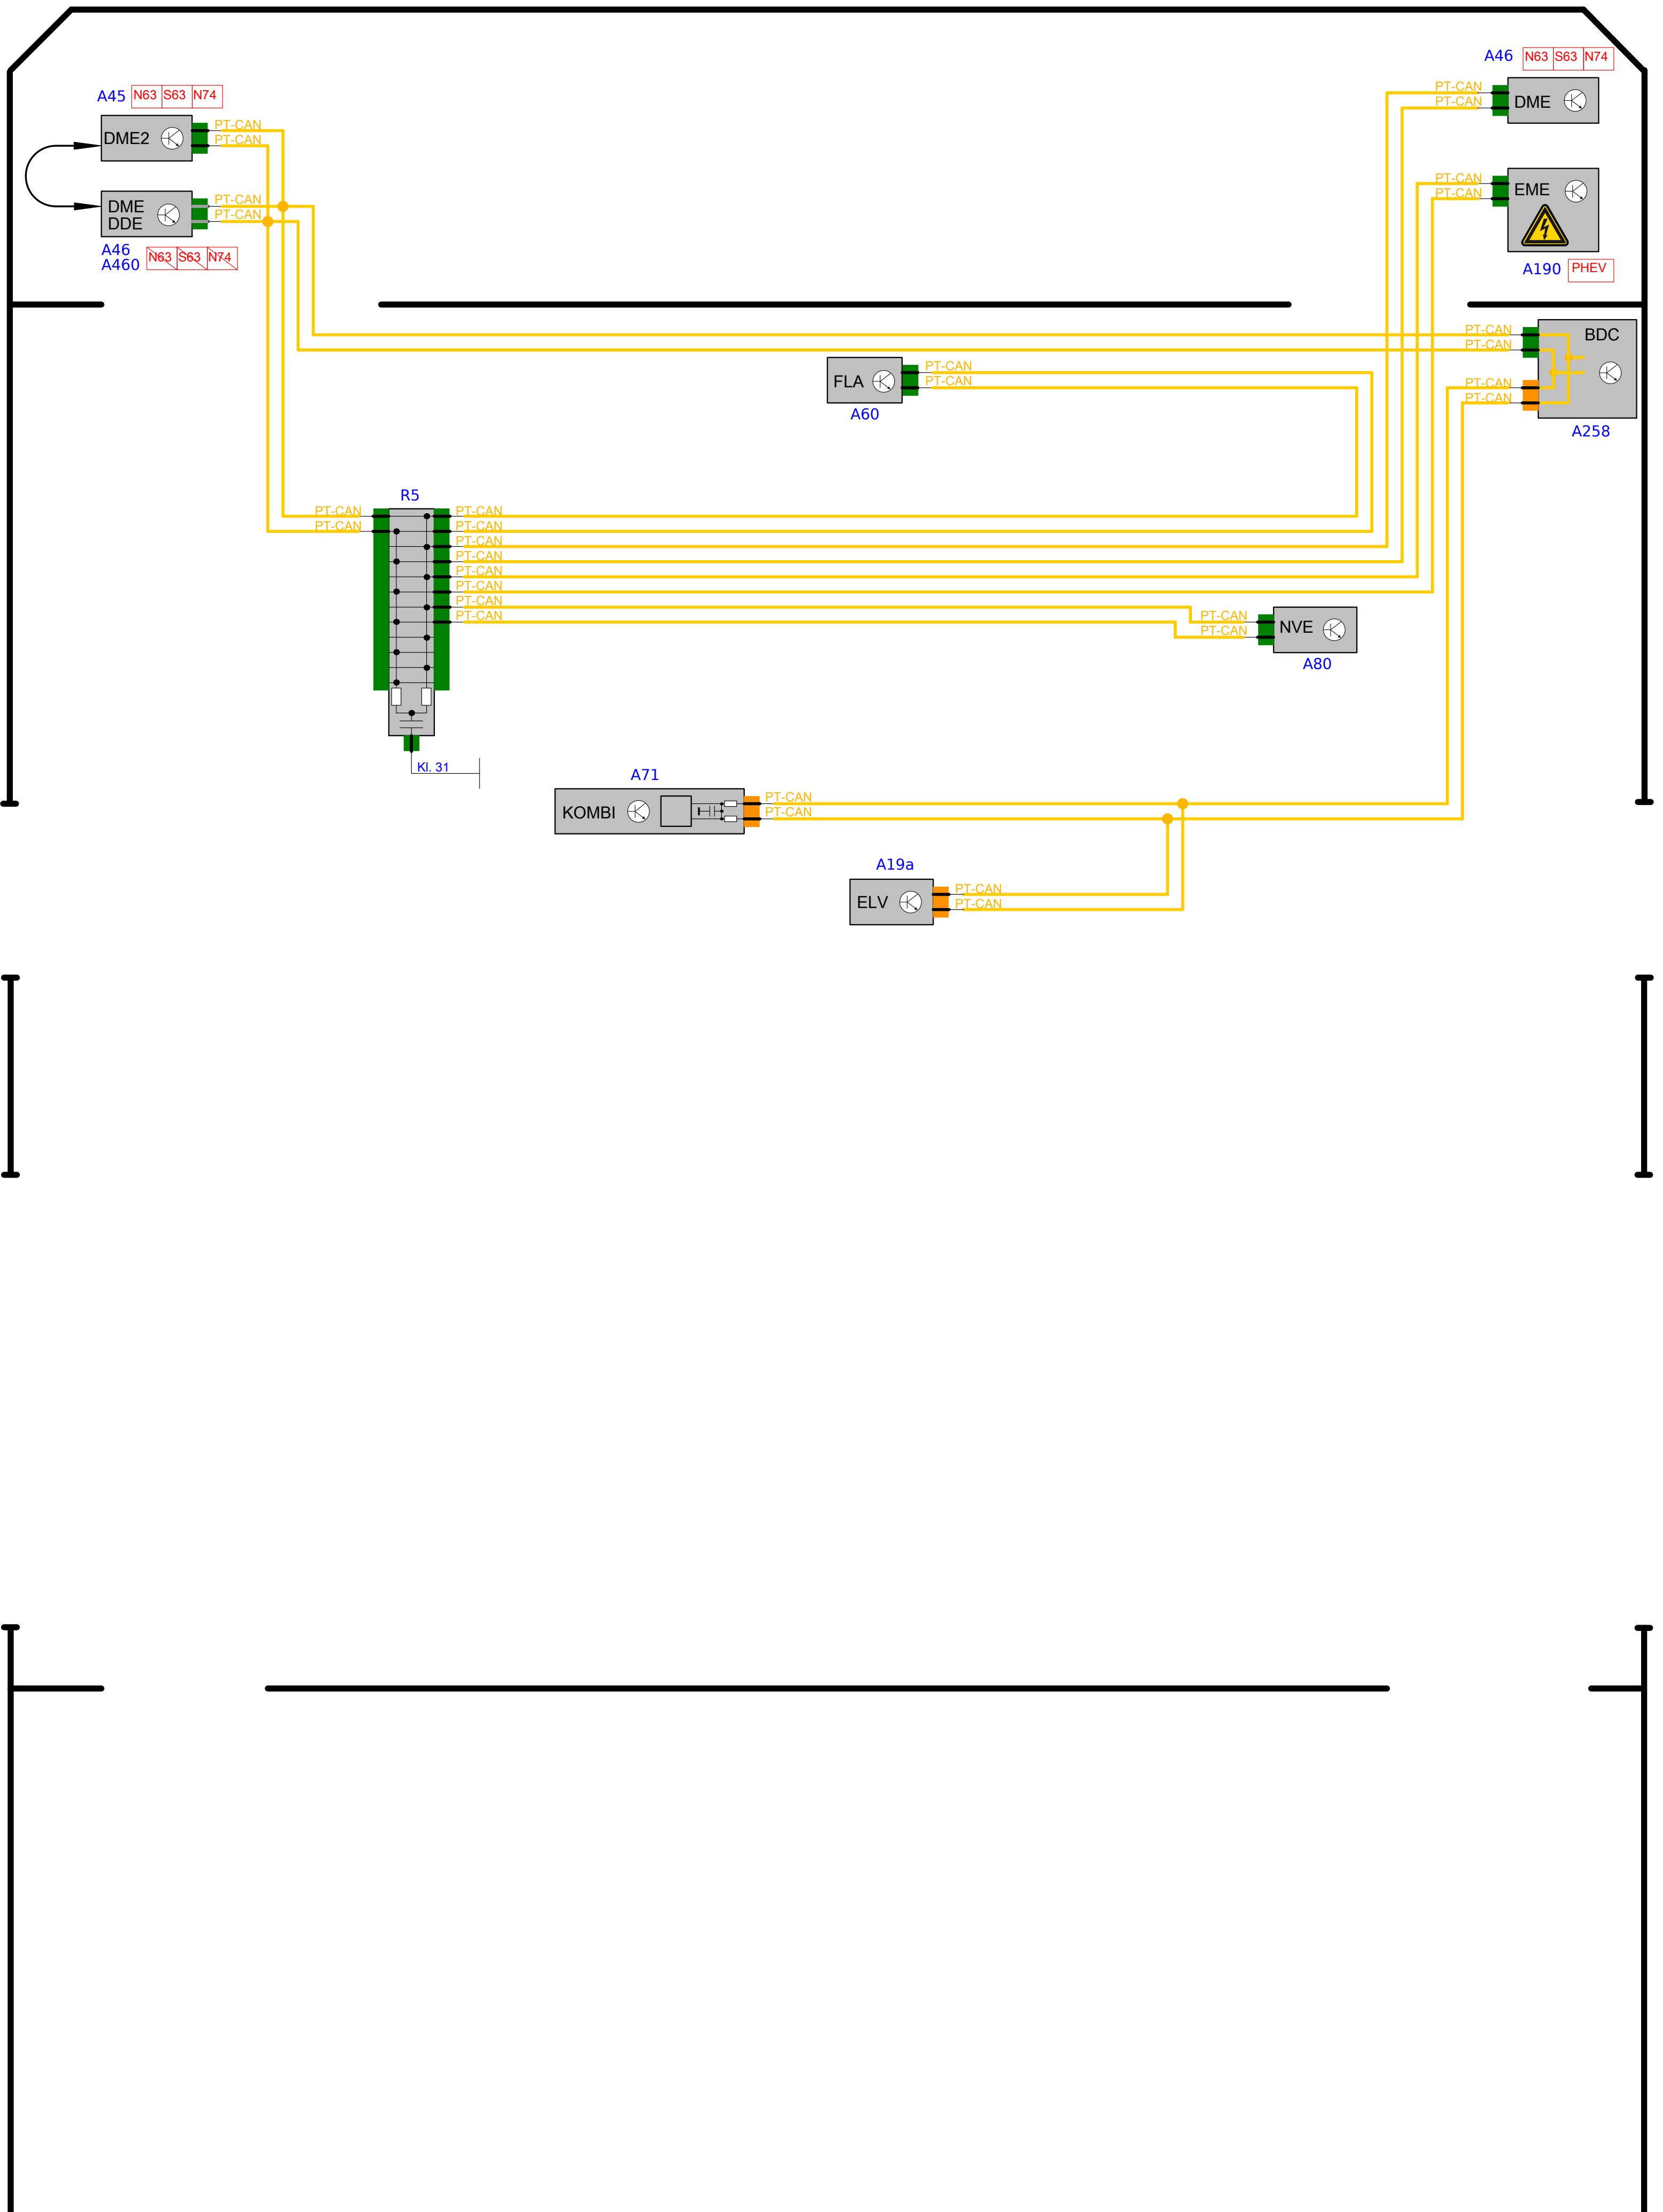 A46 N63 S63 N74
PT-CAN
PT-CAN
DME
A45 N63 S63 N74
DME2
PT-CAN
PT-CAN
DME
DDE
PT-CAN
PT-CAN
A46
A460
N63 S63 N74
PT-CAN
PT-CAN
EME
A190 PHEV
PT-CAN
PT-CAN
BDC
PT-CAN
PT-CAN
A258
FLA
PT-CAN
PT-CAN
A60
R5
PT-CAN
PT-CAN
PT-CAN
PT-CAN
PT-CAN
PT-CAN
PT-CAN
PT-CAN
PT-CAN
PT-CAN
PT-CAN
PT-CAN
NVE
A80
Kl. 31
A71
KOMBI
PT-CAN
PT-CAN
A19a
ELV
PT-CAN
PT-CAN